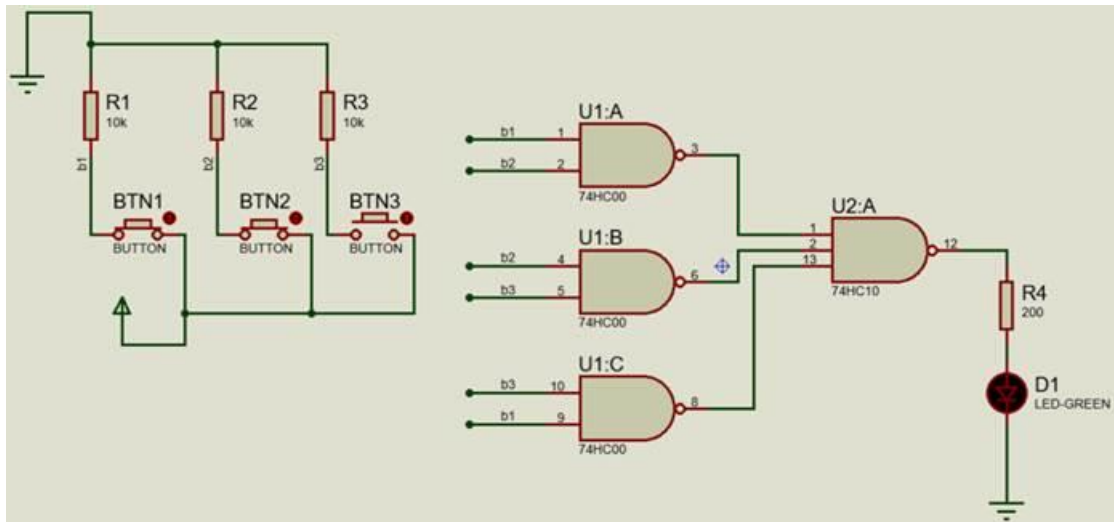 R1
10k
b1
R2
10k
b2
R3
10k
b3
BTN1
BUTTON
BTN2
BUTTON
BTN3
BUTTON
U1:A
b1
1
b2
2
3
74HC00
U1:B
b2
4
b3
5
6
74HC00
U1:C
b3
10
b1
9
8
74HC00
U2:A
1
2
13
12
74HC10
R4
200
D1
LED-GREEN